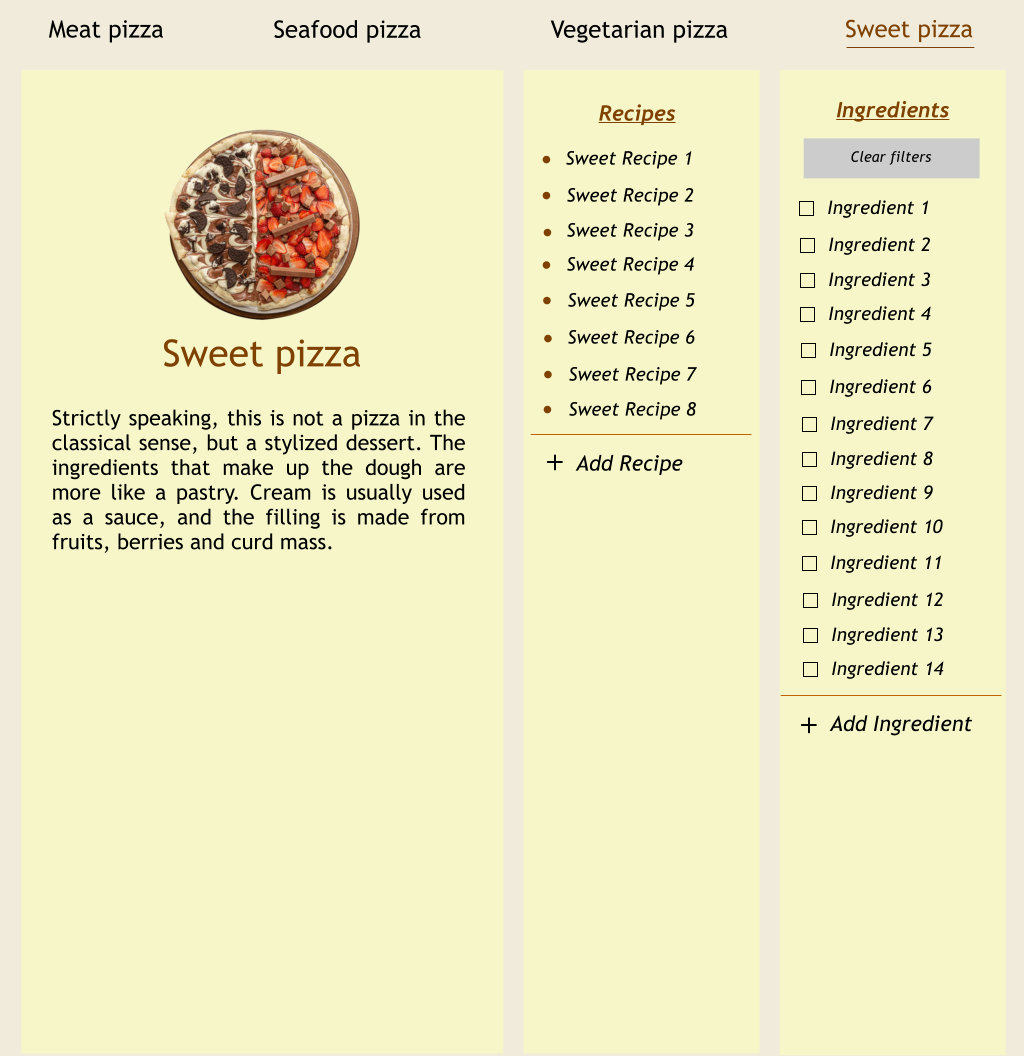 Meat pizza
Seafood pizza
Vegetarian pizza
Sweet pizza
Sweet pizza
Strictly speaking, this is not a pizza in the
classical sense, but a stylized dessert. The
ingredients that make up the dough are
more like a pastry. Cream is usually used
as a sauce, and the filling is made from
fruits, berries and curd mass.
Recipes
Sweet Recipe 1
Sweet Recipe 2
Sweet Recipe 3
Sweet Recipe 4
Sweet Recipe 5
Sweet Recipe 6
Sweet Recipe 7
Sweet Recipe 8
+ Add Recipe
Ingredients
Clear filters
Ingredient 1
Ingredient 2
Ingredient 3
Ingredient 4
Ingredient 5
Ingredient 6
Ingredient 7
Ingredient 8
Ingredient 9
Ingredient 10
Ingredient 11
Ingredient 12
Ingredient 13
Ingredient 14
+ Add Ingredient